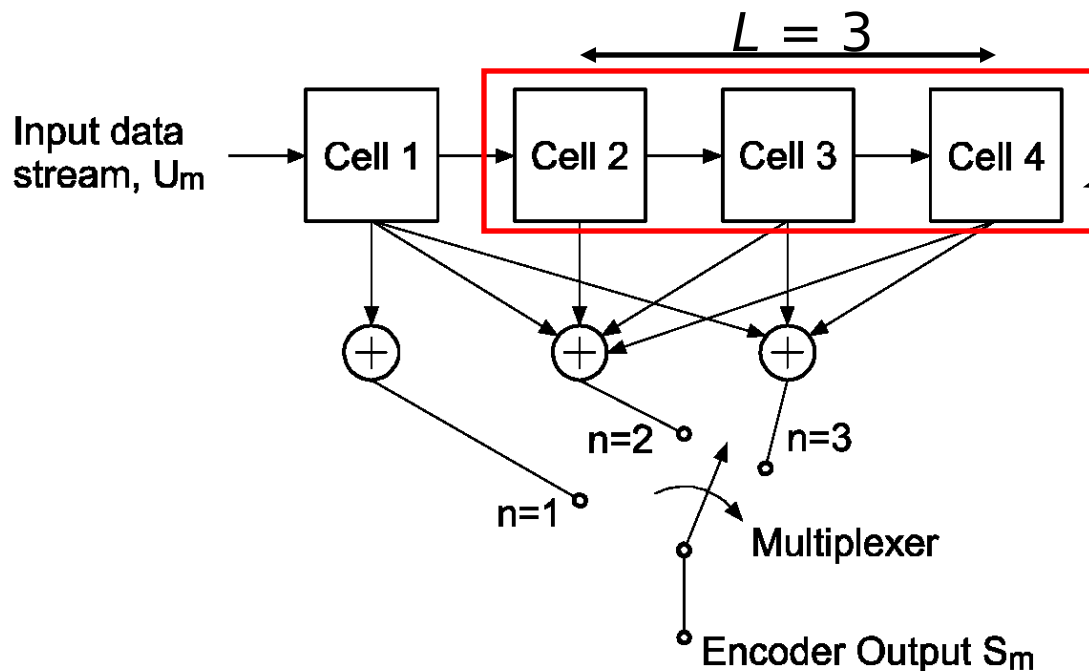 L = 3
Input data
stream, Um
Cell 1
Cell 2
Cell 3
Cell 4
n=1
n=2
n=3
Multiplexer
Encoder Output Sm